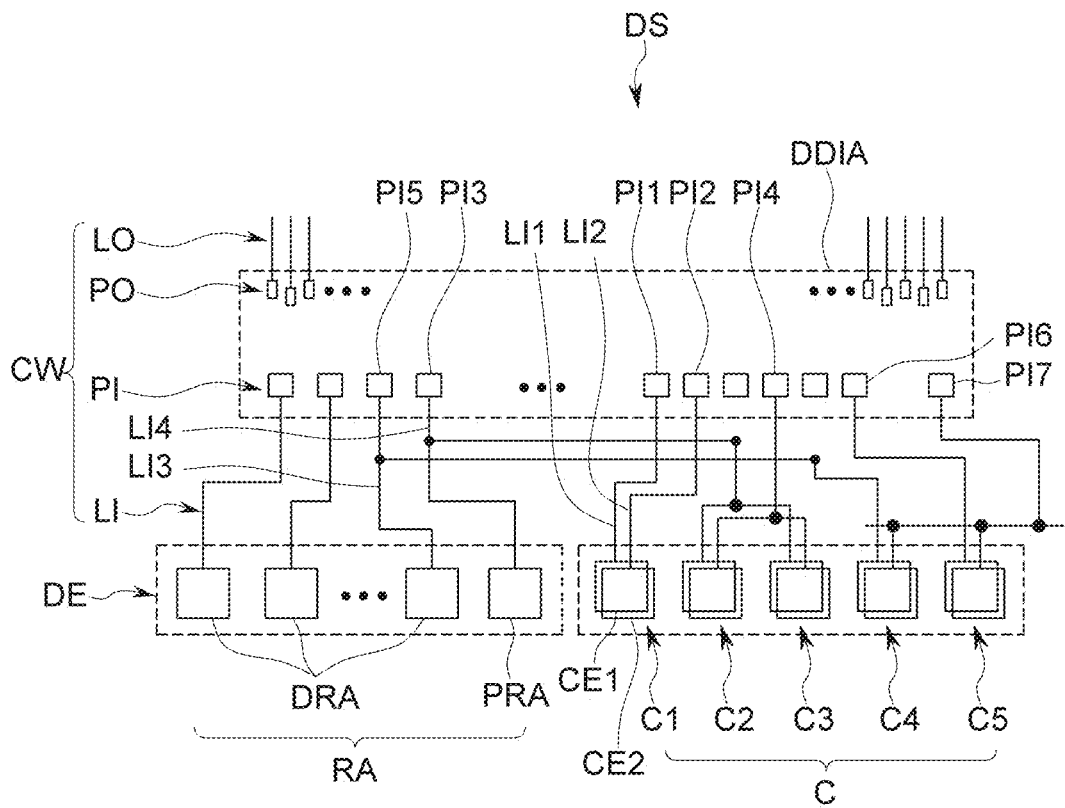 DS
DDIA
PI5 PI3 PI1 PI2 PI4
LI1 LI2
LO
PO
CW
PI
PI6
PI7
LI4
LI3
LI
DE
DRA PRA
CE1
CE2
C1 C2 C3 C4 C5
RA
C